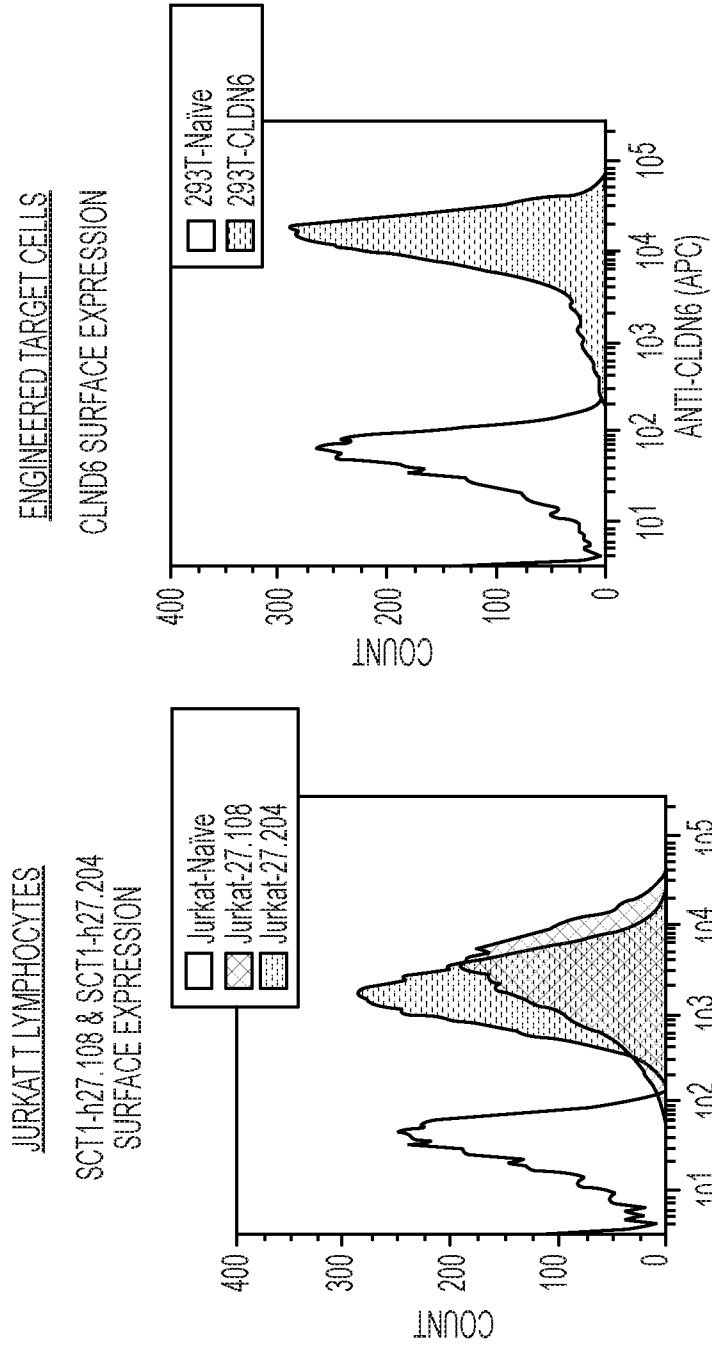 JURKAT T LYMPHOCYTES
SCT1-h27.108 & SCT1-h27.204
SURFACE EXPRESSION
Jurkat-Naïve
Jurkat-27.108
Jurkat-27.204
COUNT
400
300
200
100
0
10¹
10²
10³
10⁴
10⁵
ENGINEERED TARGET CELLS
CLND6 SURFACE EXPRESSION
293T-Naïve
293T-CLDN6
COUNT
400
300
200
100
0
10¹
10²
10³
10⁴
10⁵
ANTI-CLDN6 (APC)